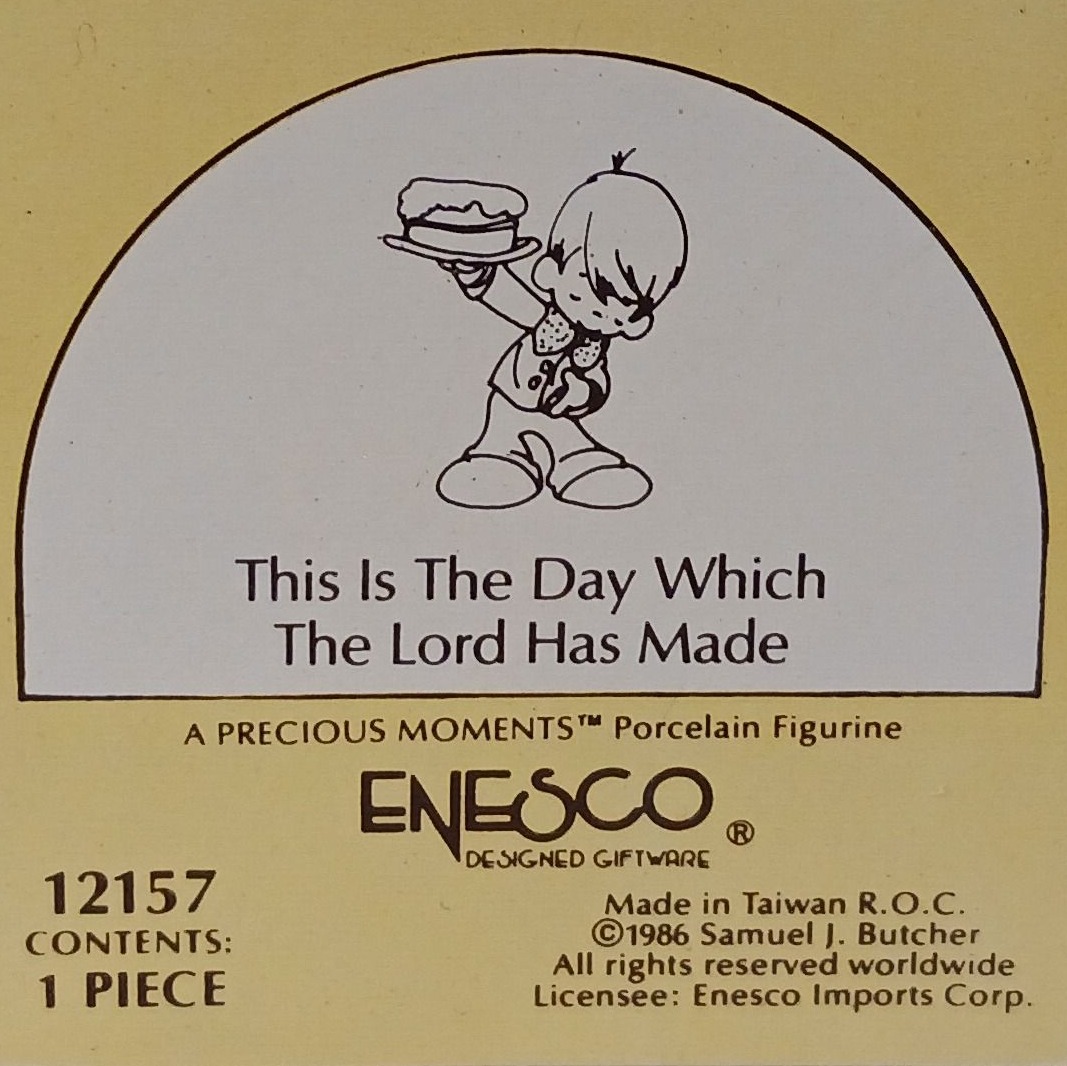 This Is The Day Which
The Lord Has Made
A PRECIOUS MOMENTS™ Porcelain Figurine
ENESCO®
DESIGNED GIFTWARE
12157
CONTENTS:
1 PIECE
Made in Taiwan R.O.C.
©1986 Samuel J. Butcher
All rights reserved worldwide
Licensee: Enesco Imports Corp.